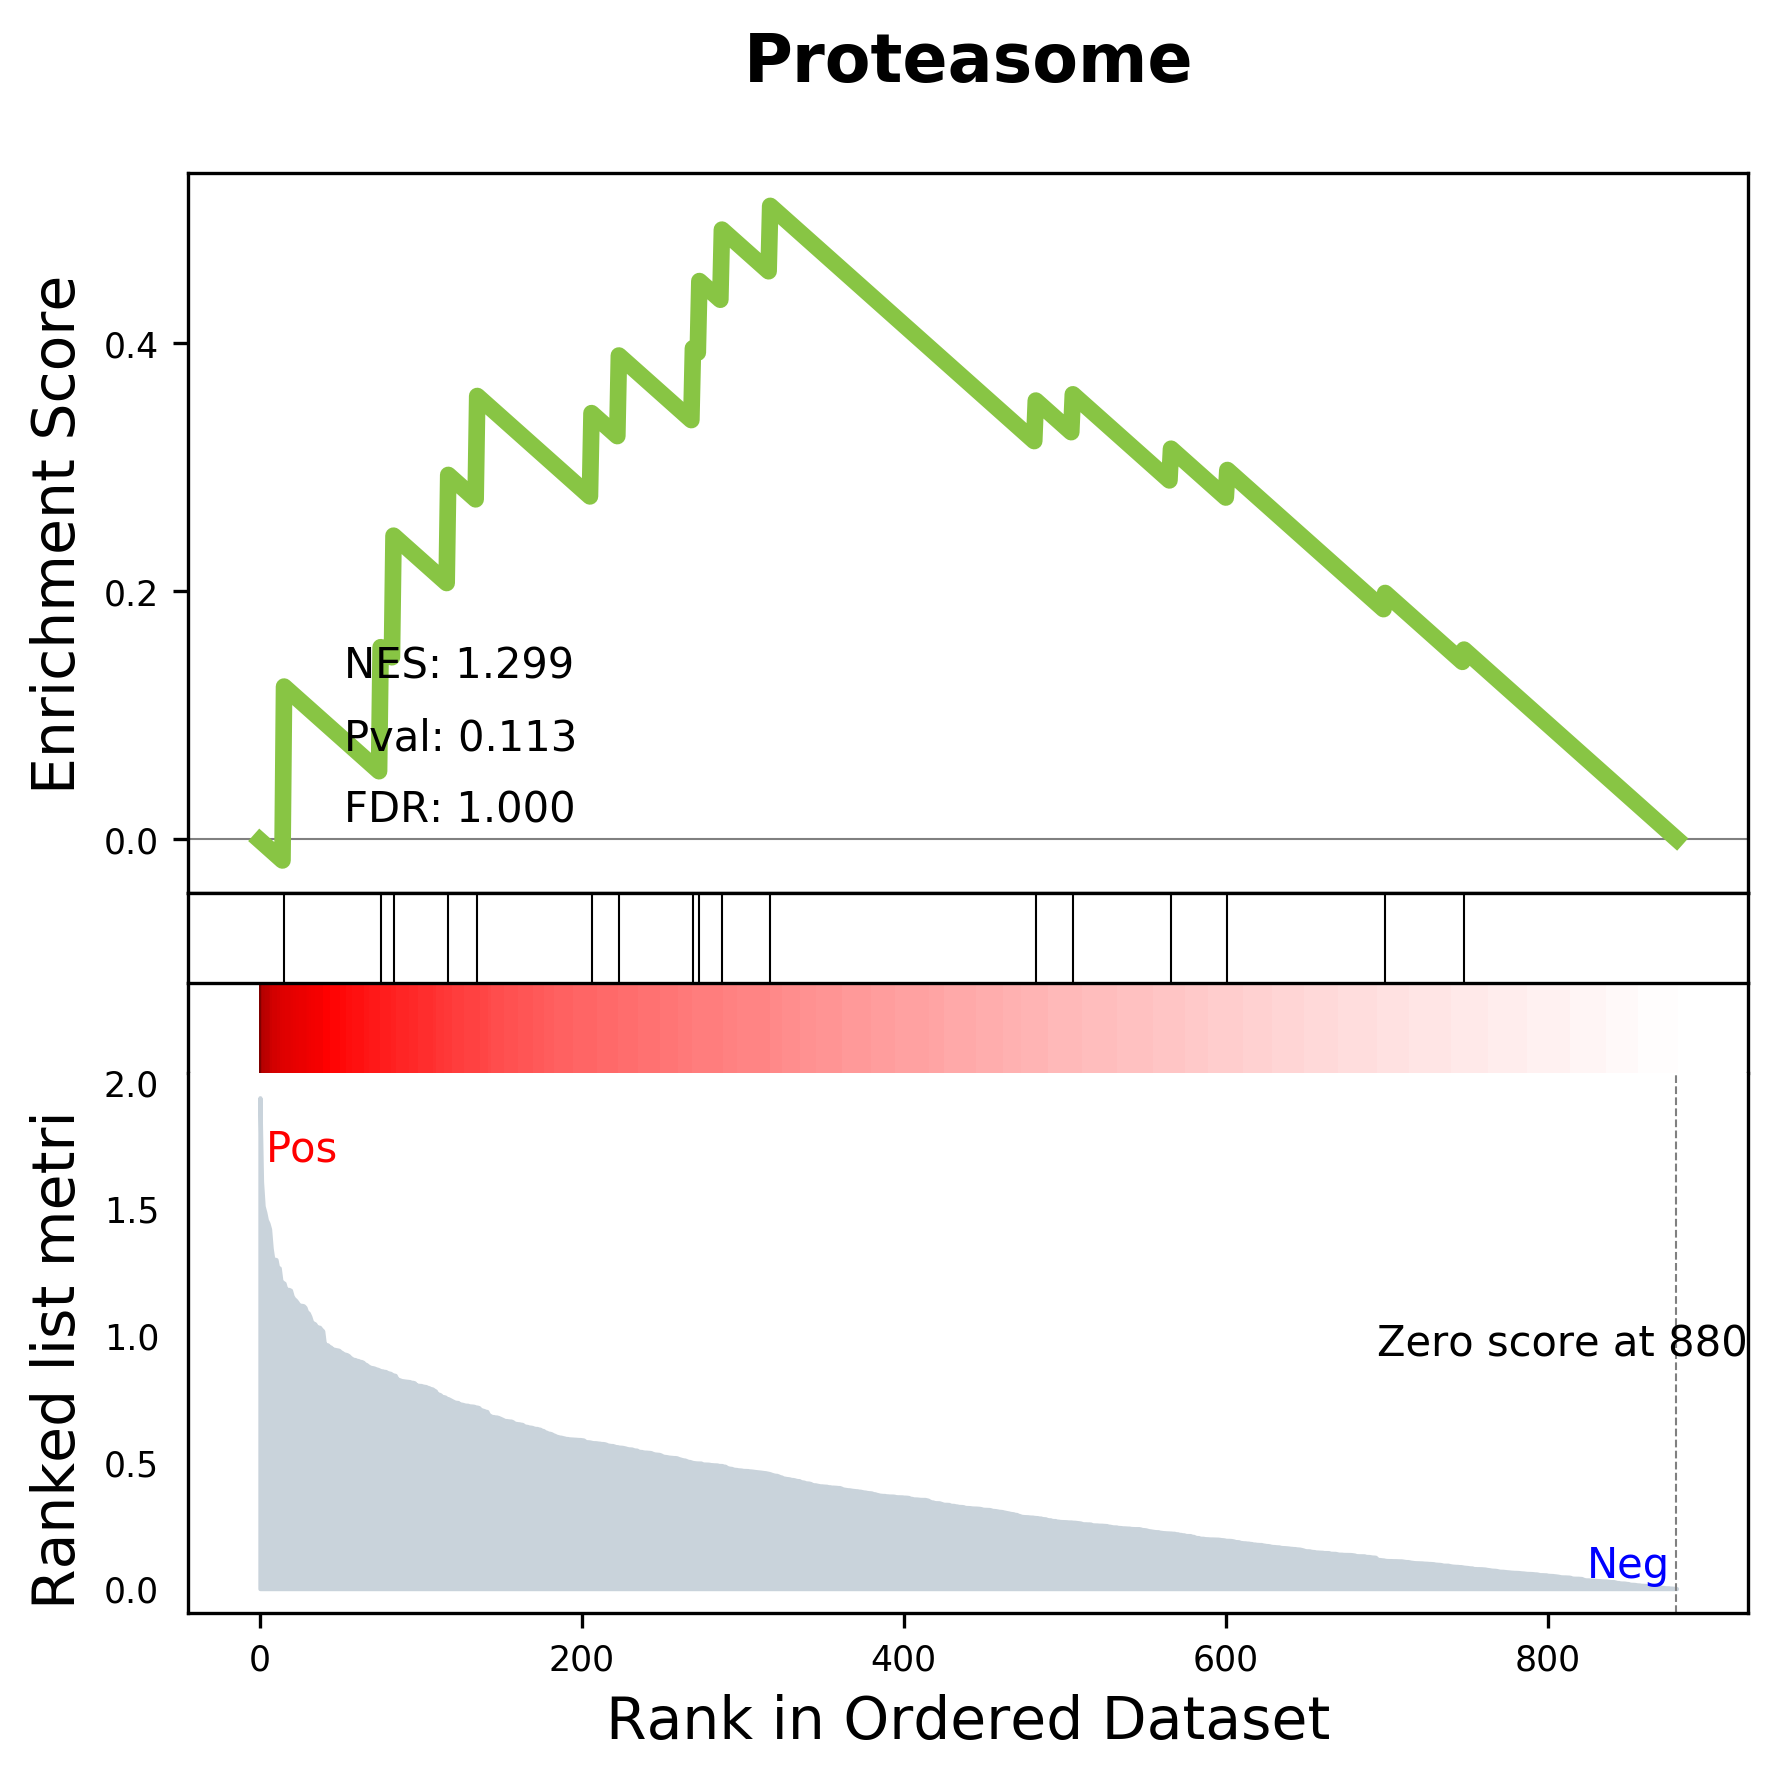 Proteasome
Enrichment Score
0.4
0.2
0.0
NES: 1.299
Pval: 0.113
FDR: 1.000
Ranked list metri
2.0
1.5
1.0
0.5
0.0
Pos
Zero score at 880
Neg
0 200 400 600 800
Rank in Ordered Dataset